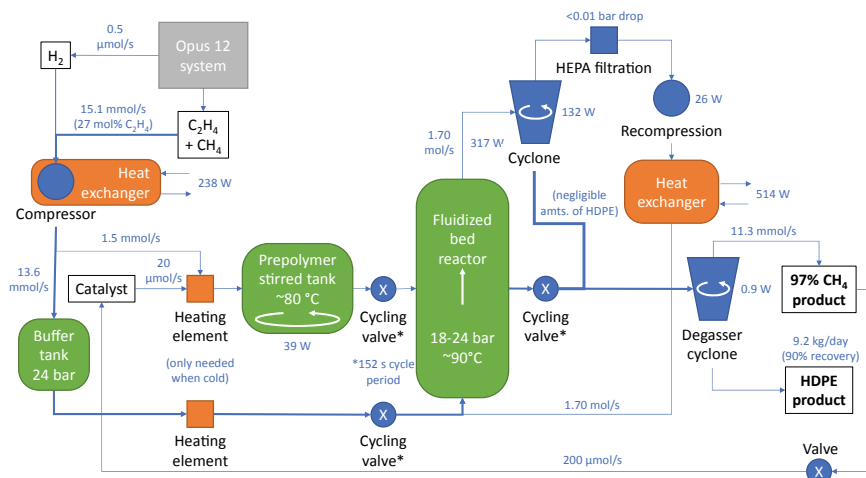 <0.01 bar drop
0.5
μmol/s
Opus 12
system
H₂
HEPA filtration
15.1 mmol/s
(27 mol% C₂H₄)
C₂H₄
+ CH₄
1.70
mol/s
317 W
132 W
Cyclone
26 W
Recompression
Heat
exchanger
238 W
Compressor
(negligible
amts. of HDPE)
Heat
exchanger
514 W
1.5 mmol/s
13.6
mmol/s
20
μmol/s
Catalyst
Heating
element
Prepolymer
stirred tank
~80 °C
39 W
X
Cycling
valve*
Fluidized
bed
reactor
18-24 bar
~90°C
X
Cycling
valve*
11.3 mmol/s
97% CH₄
product
0.9 W
Degasser
cyclone
9.2 kg/day
(90% recovery)
HDPE
product
Buffer
tank
24 bar
(only needed
when cold)
*152 s cycle
period
Heating
element
X
Cycling
valve*
1.70 mol/s
200 μmol/s
Valve
X